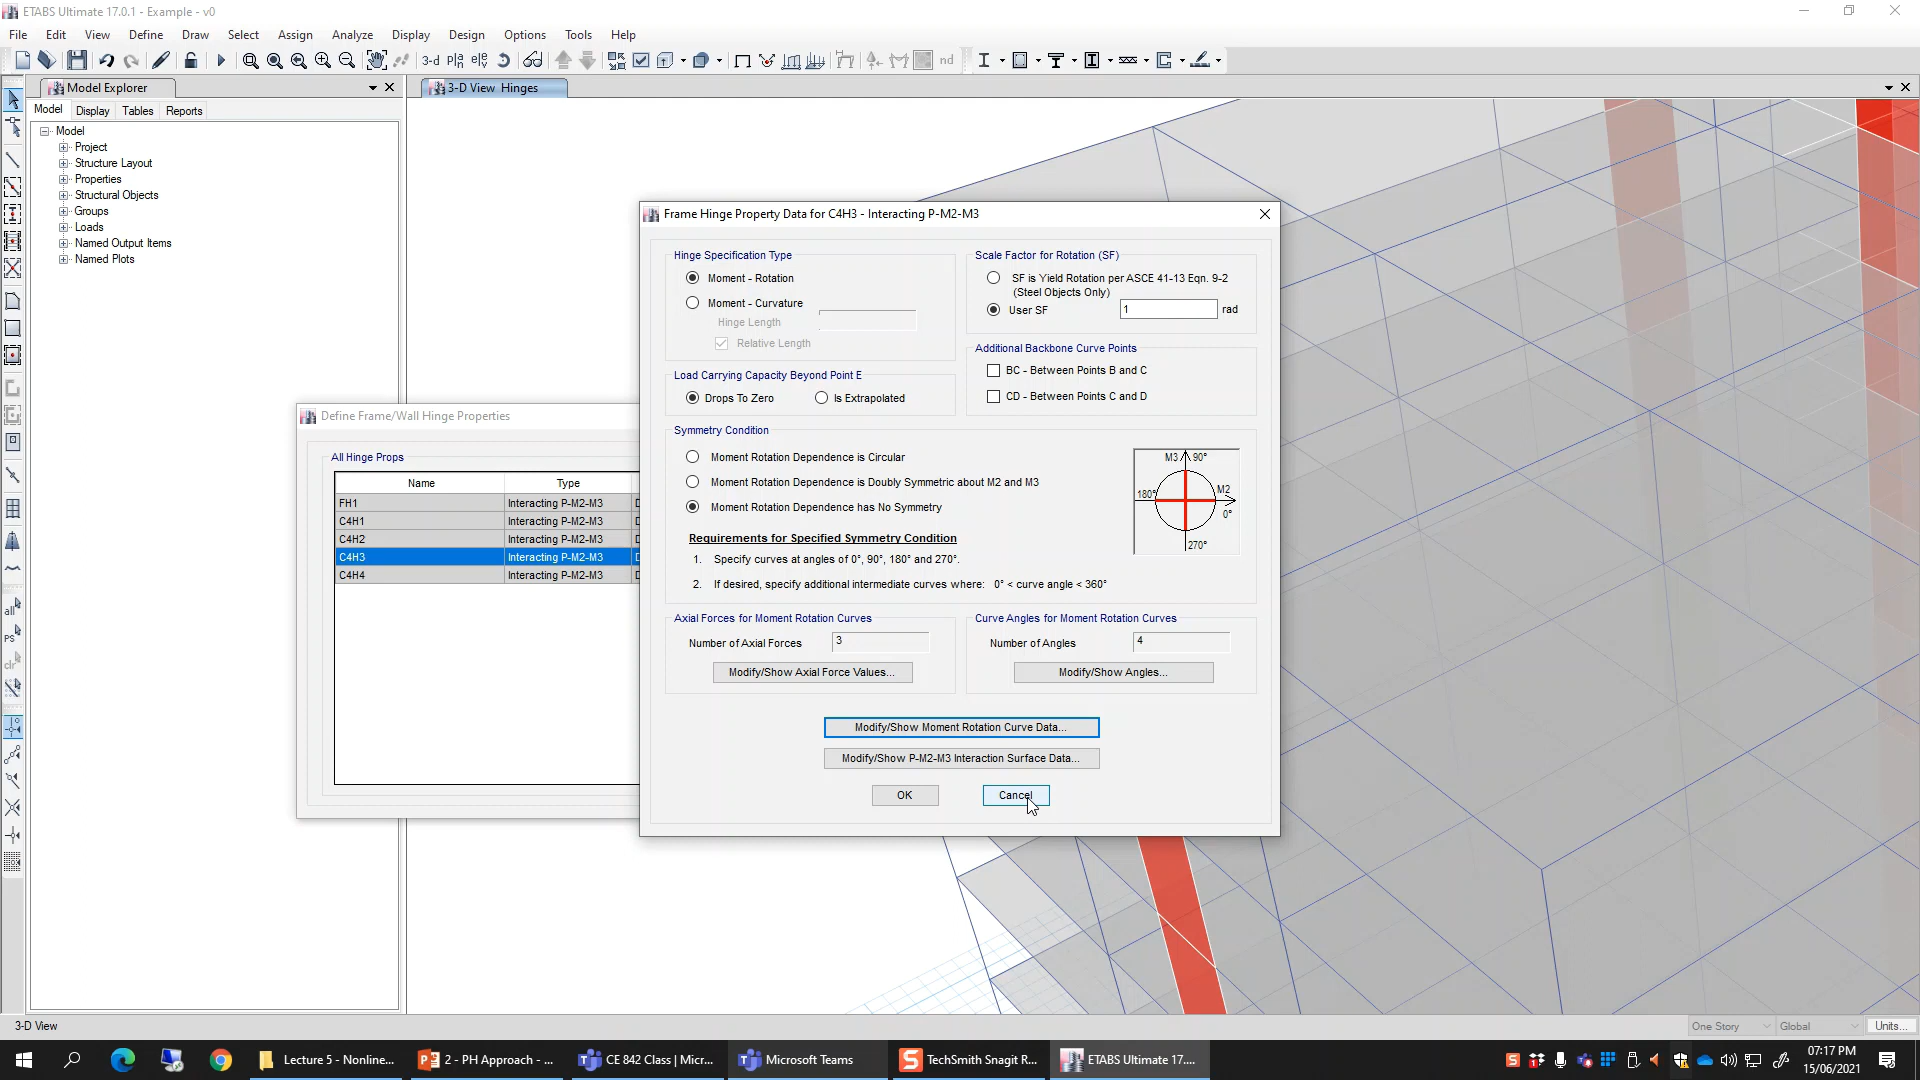 ETABS Ultimate 17.0.1 - Example - v0
File Edit View Define Draw Select Assign Analyze Display Design Options Tools Help
3-d nd
Model Explorer
3-D View Hinges
Model Display Tables Reports
Model
Project
Structure Layout
Properties
Structural Objects
Groups
Loads
Named Output Items
Named Plots
all
PS
clr
Define Frame/Wall Hinge Properties
All Hinge Props
Name Type
FH1 Interacting P-M2-M3 D
C4H1 Interacting P-M2-M3 D
C4H2 Interacting P-M2-M3 D
C4H3 Interacting P-M2-M3 D
C4H4 Interacting P-M2-M3 D
Frame Hinge Property Data for C4H3 - Interacting P-M2-M3
Hinge Specification Type
Moment - Rotation
Moment - Curvature
Hinge Length
Relative Length
Scale Factor for Rotation (SF)
SF is Yield Rotation per ASCE 41-13 Eqn. 9-2
(Steel Objects Only)
User SF 1 rad
Load Carrying Capacity Beyond Point E
Drops To Zero Is Extrapolated
Additional Backbone Curve Points
BC - Between Points B and C
CD - Between Points C and D
Symmetry Condition
Moment Rotation Dependence is Circular
Moment Rotation Dependence is Doubly Symmetric about M2 and M3
Moment Rotation Dependence has No Symmetry
M3 90°
180° M2
0°
270°
Requirements for Specified Symmetry Condition
1. Specify curves at angles of 0°, 90°, 180° and 270°.
2. If desired, specify additional intermediate curves where: 0° < curve angle < 360°
Axial Forces for Moment Rotation Curves
Number of Axial Forces 3
Modify/Show Axial Force Values...
Curve Angles for Moment Rotation Curves
Number of Angles 4
Modify/Show Angles...
Modify/Show Moment Rotation Curve Data...
Modify/Show P-M2-M3 Interaction Surface Data...
OK Cancel
3-D View
One Story Global Units...
Lecture 5 - Nonline... 2 - PH Approach - ... CE 842 Class | Micr... Microsoft Teams TechSmith Snagit R... ETABS Ultimate 17....
07:17 PM
15/06/2021